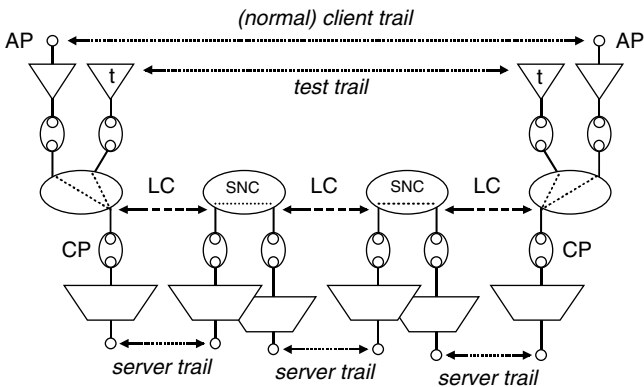 (normal) client trail
AP
AP
t
t
test trail
LC
SNC
LC
SNC
LC
CP
CP
server trail
server trail
server trail